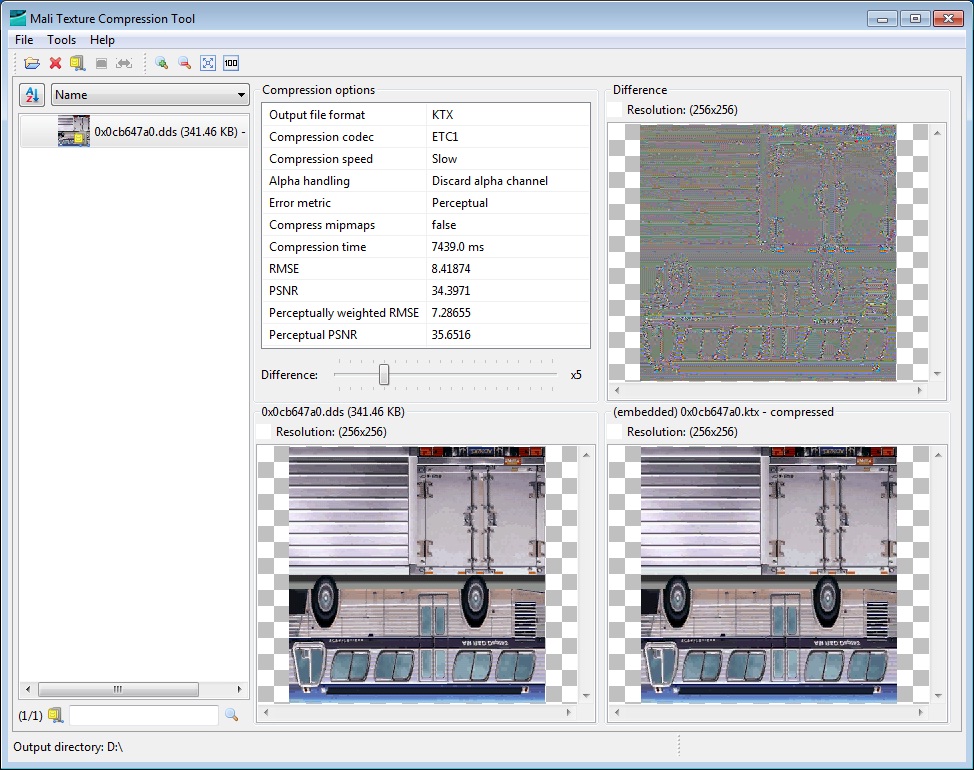 Mali Texture Compression Tool
File Tools Help
100
A Z Name
0x0cb647a0.dds (341.46 KB) -
Compression options
Output file format KTX
Compression codec ETC1
Compression speed Slow
Alpha handling Discard alpha channel
Error metric Perceptual
Compress mipmaps false
Compression time 7439.0 ms
RMSE 8.41874
PSNR 34.3971
Perceptually weighted RMSE 7.28655
Perceptual PSNR 35.6516
Difference: x5
Difference
Resolution: (256x256)
0x0cb647a0.dds (341.46 KB)
Resolution: (256x256)
(embedded) 0x0cb647a0.ktx - compressed
Resolution: (256x256)
(1/1)
Output directory: D:\